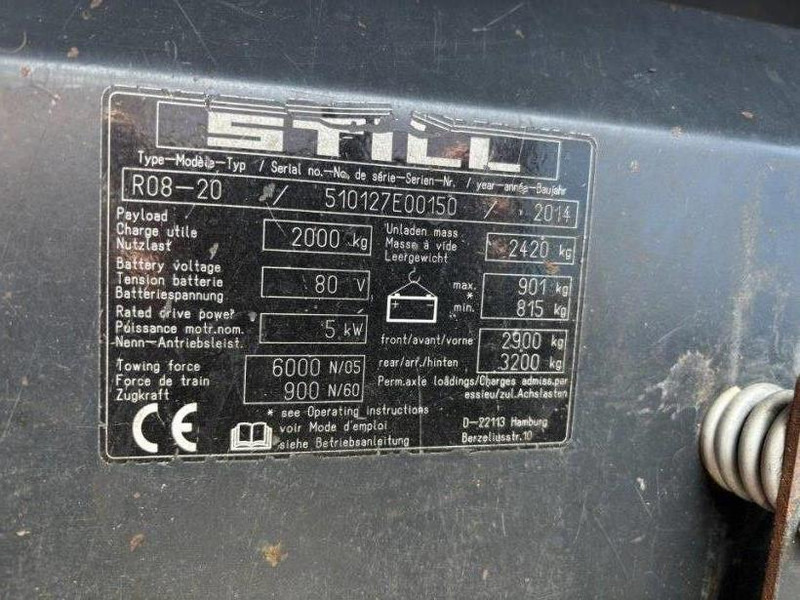 STILL
Type-Modèle-Typ / Serial no.-No. de série-Serien-Nr. / year-année-Baujahr
R08-20 / 510127E00150 / 2014
Payload
Charge utile
Nutzlast
2000 kg
Unladen mass
Masse à vide
Leergewicht
2420 kg
Battery voltage
Tension batterie
Batteriespannung
80 V
max. 901 kg
*
min. 815 kg
Rated drive power
Puissance motr.nom.
Nenn-Antriebsleist.
5 kW
front/avant/vorne 2900 kg
rear/arr./hinten 3200 kg
Towing force
Force de train
Zugkraft
6000 N/05
900 N/60
Perm.axle loadings/Charges admiss.par
essieu/zul.Achslasten
CE
* see Operating instructions
voir Mode d'emploi
siehe Betriebsanleitung
D-22113 Hamburg
Berzeliusstr.10